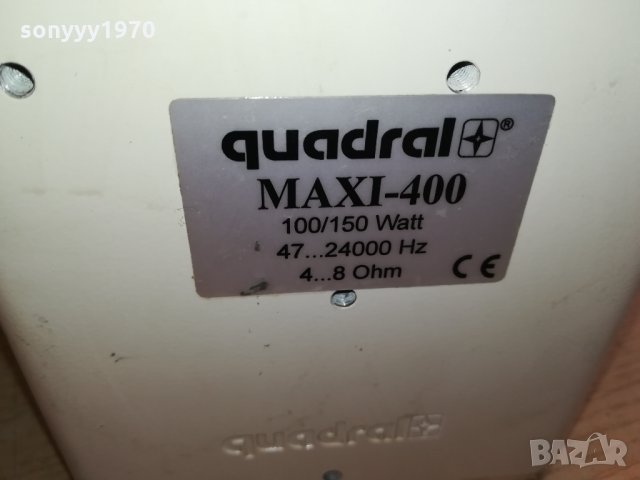 sonyyy1970
quadral®
MAXI-400
100/150 Watt
47...24000 Hz
4...8 Ohm CE
quadral
BAZAR